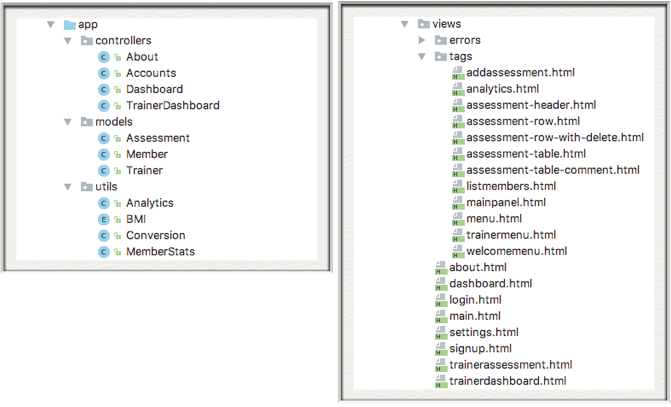 app
controllers
About
Accounts
Dashboard
TrainerDashboard
models
Assessment
Member
Trainer
utils
Analytics
BMI
Conversion
MemberStats
views
errors
tags
addassessment.html
analytics.html
assessment-header.html
assessment-row.html
assessment-row-with-delete.html
assessment-table.html
assessment-table-comment.html
listmembers.html
mainpanel.html
menu.html
trainermenu.html
welcomemenu.html
about.html
dashboard.html
login.html
main.html
settings.html
signup.html
trainerassessment.html
trainerdashboard.html